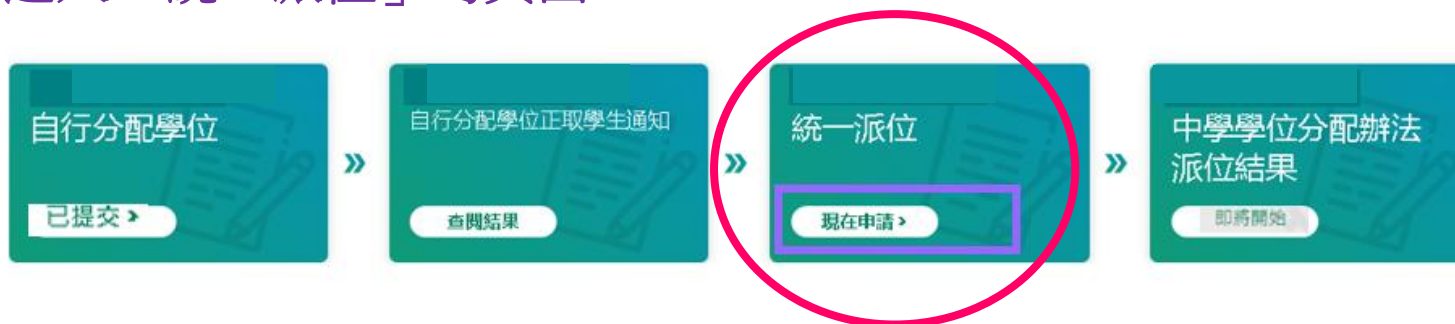 自行分配學位
已提交 >
自行分配學位正取學生通知
查閱結果
統一派位
現在申請 >
中學學位分配辦法
派位結果
即將開始